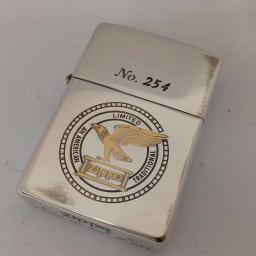 No. 254
LIMITED
AN AMERICAN
TRADITIONAL
Zippo